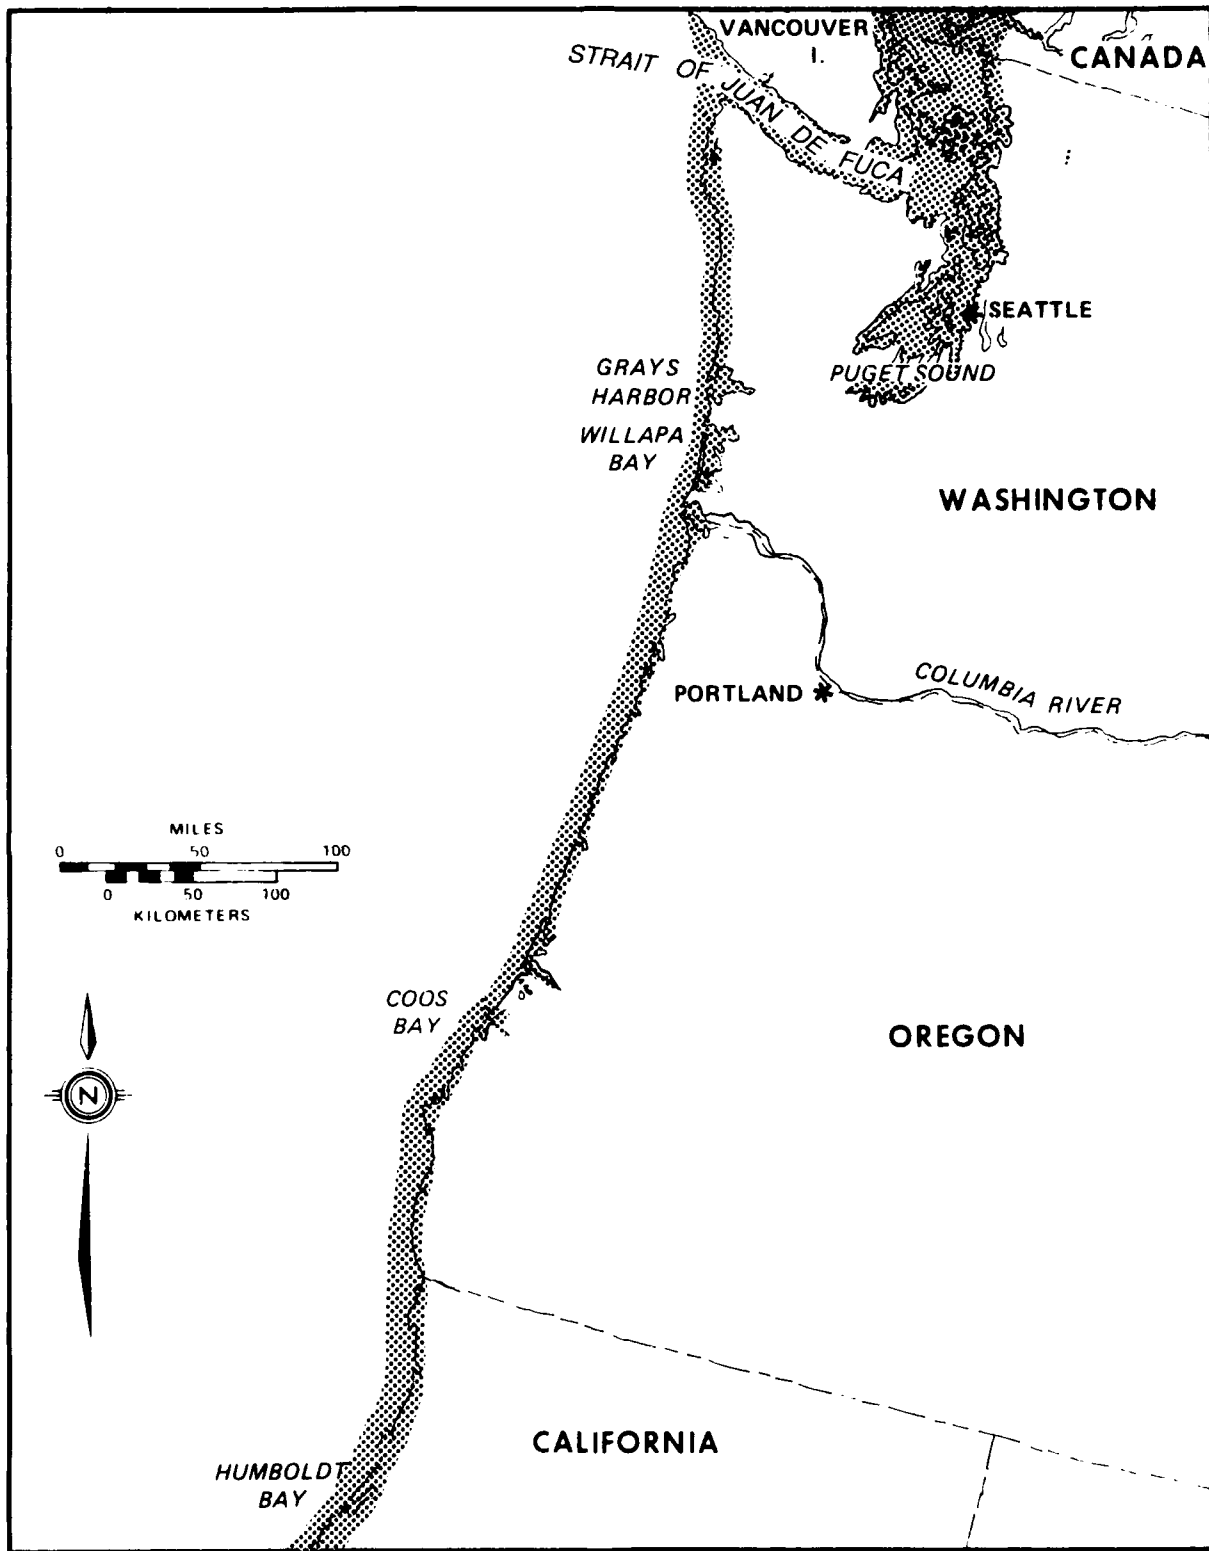 VANCOUVER
I.
CANADA
STRAIT OF JUAN DE FUCA
SEATTLE
GRAYS
HARBOR
PUGET SOUND
WILLAPA
BAY
WASHINGTON
PORTLAND
COLUMBIA RIVER
MILES
0 50 100
0 50 100
KILOMETERS
COOS
BAY
OREGON
N
CALIFORNIA
HUMBOLDT
BAY